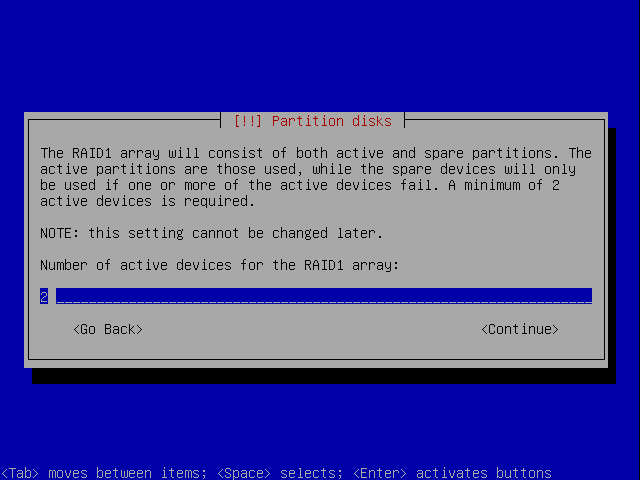 [!!] Partition disks
The RAID1 array will consist of both active and spare partitions. The
active partitions are those used, while the spare devices will only
be used if one or more of the active devices fail. A minimum of 2
active devices is required.
NOTE: this setting cannot be changed later.
Number of active devices for the RAID1 array:
2
<Go Back> <Continue>
<Tab> moves between items; <Space> selects; <Enter> activates buttons